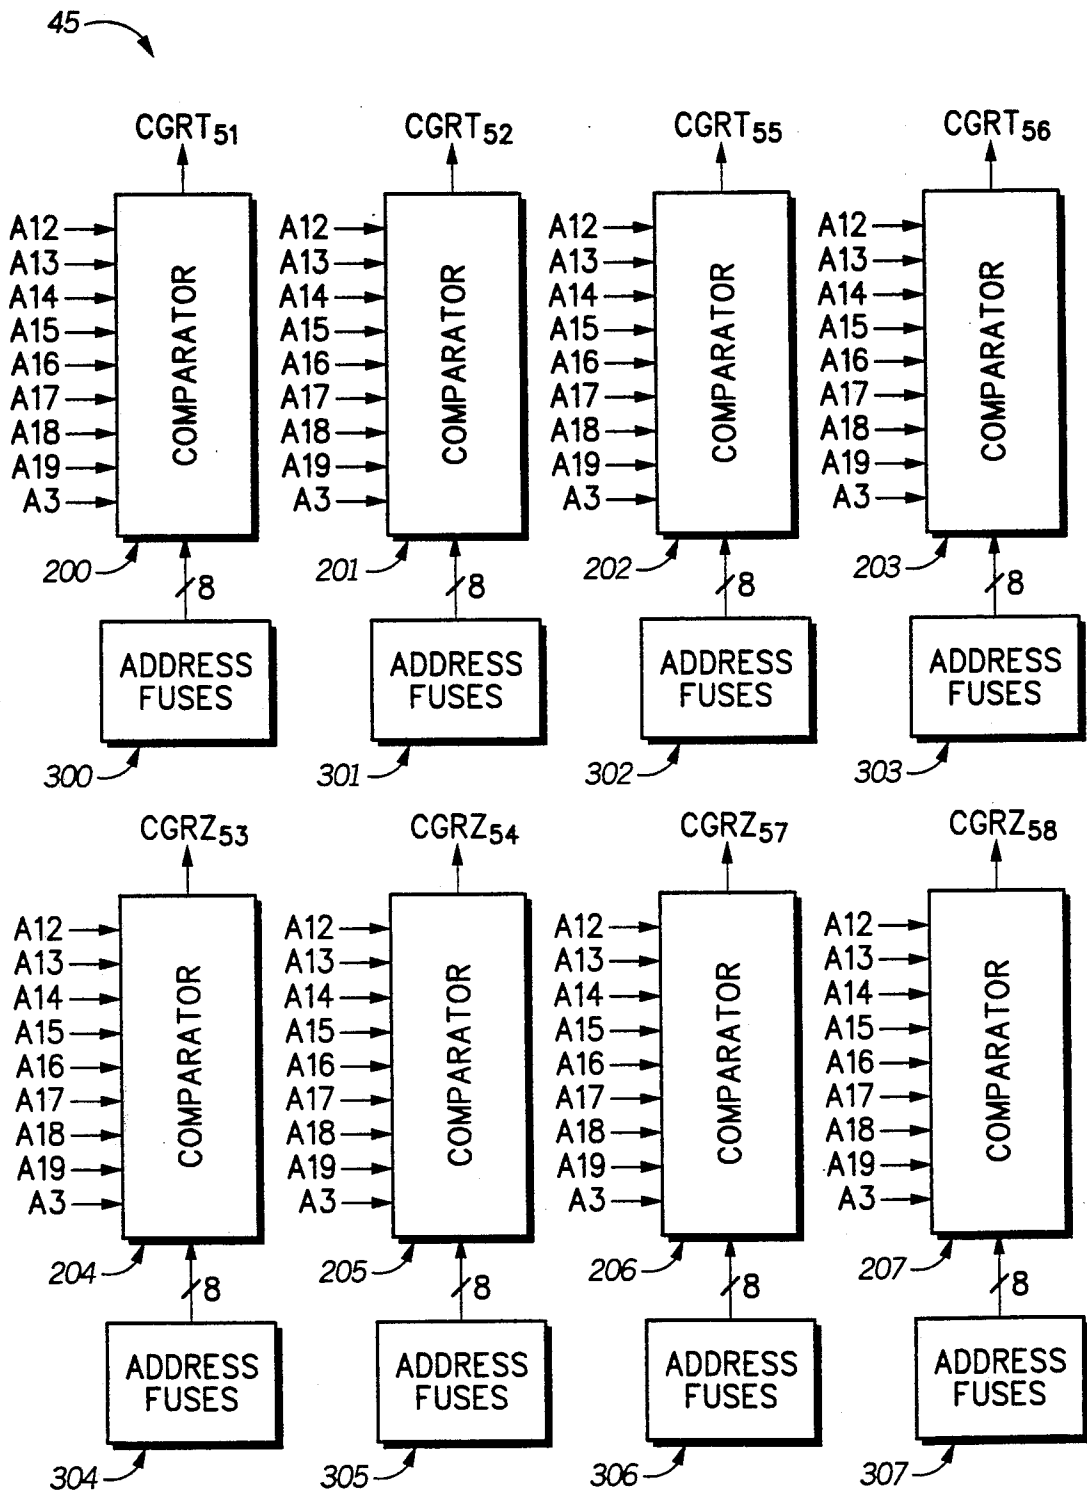 45
CGRT51 CGRT52 CGRT55 CGRT56
A12 A12 A12 A12
A13 A13 A13 A13
A14 A14 A14 A14
A15 A15 A15 A15
A16 A16 A16 A16
A17 A17 A17 A17
A18 A18 A18 A18
A19 A19 A19 A19
A3 A3 A3 A3
COMPARATOR COMPARATOR COMPARATOR COMPARATOR
200 201 202 203
8 8 8 8
ADDRESS ADDRESS ADDRESS ADDRESS
FUSES FUSES FUSES FUSES
300 301 302 303
CGRZ53 CGRZ54 CGRZ57 CGRZ58
A12 A12 A12 A12
A13 A13 A13 A13
A14 A14 A14 A14
A15 A15 A15 A15
A16 A16 A16 A16
A17 A17 A17 A17
A18 A18 A18 A18
A19 A19 A19 A19
A3 A3 A3 A3
COMPARATOR COMPARATOR COMPARATOR COMPARATOR
204 205 206 207
8 8 8 8
ADDRESS ADDRESS ADDRESS ADDRESS
FUSES FUSES FUSES FUSES
304 305 306 307